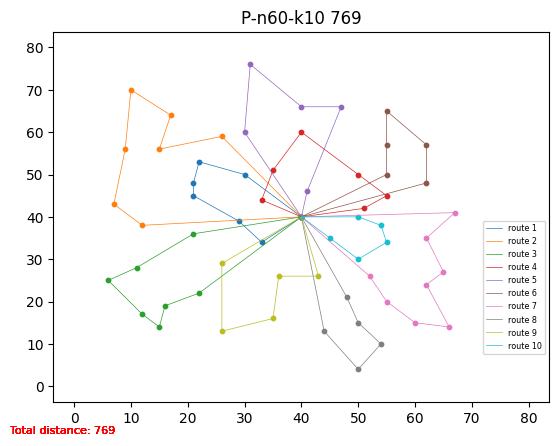 P-n60-k10 769
80
70
60
50
40
30
20
10
0
route 1
route 2
route 3
route 4
route 5
route 6
route 7
route 8
route 9
route 10
0 10 20 30 40 50 60 70 80
Total distance: 769